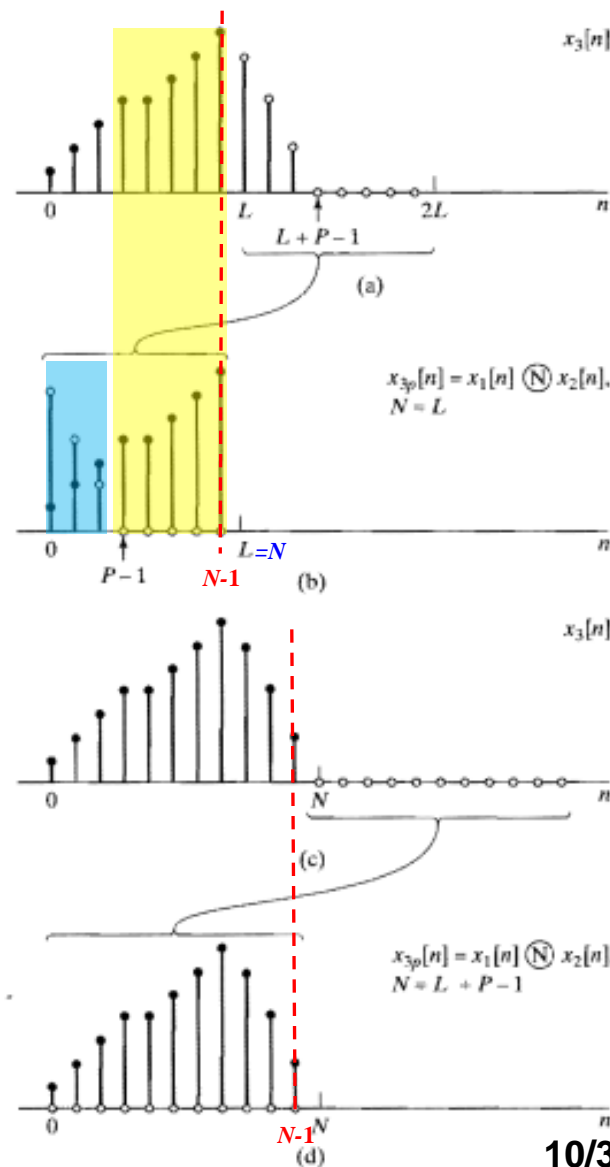 x₃[n]
0 L 2L n
L + P − 1
(a)
x₃ₚ[n] = x₁[n] Ⓝ x₂[n],
N = L
0 L=N n
P − 1 N-1
(b)
x₃[n]
0 N n
(c)
x₃ₚ[n] = x₁[n] Ⓝ x₂[n]
N = L + P − 1
0 N-1 N n
(d)
10/3